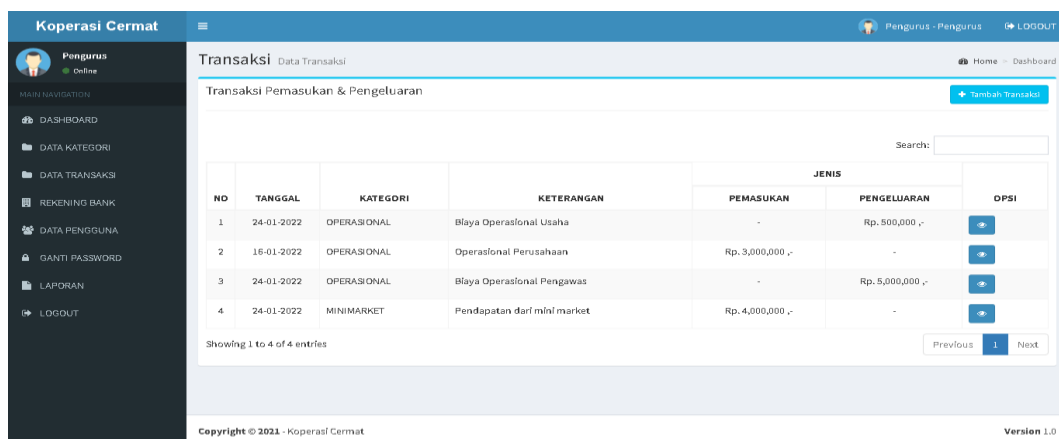 Koperasi Cermat
Pengurus - Pengurus LOGOUT
Pengurus
Online
MAIN NAVIGATION
DASHBOARD
DATA KATEGORI
DATA TRANSAKSI
REKENING BANK
DATA PENGGUNA
GANTI PASSWORD
LAPORAN
LOGOUT
Transaksi Data Transaksi
Home > Dashboard
Transaksi Pemasukan & Pengeluaran
+ Tambah Transaksi
Search:
JENIS
NO TANGGAL KATEGORI KETERANGAN PEMASUKAN PENGELUARAN OPSI
1 24-01-2022 OPERASIONAL Biaya Operasional Usaha - Rp. 500,000 ,-
2 16-01-2022 OPERASIONAL Operasional Perusahaan Rp. 3,000,000 ,- -
3 24-01-2022 OPERASIONAL Biaya Operasional Pengawas - Rp. 5,000,000 ,-
4 24-01-2022 MINIMARKET Pendapatan dari mini market Rp. 4,000,000 ,- -
Showing 1 to 4 of 4 entries
Previous 1 Next
Copyright © 2021 - Koperasi Cermat
Version 1.0